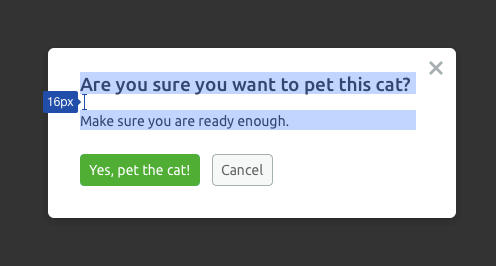 Are you sure you want to pet this cat?
16px
Make sure you are ready enough.
Yes, pet the cat!
Cancel